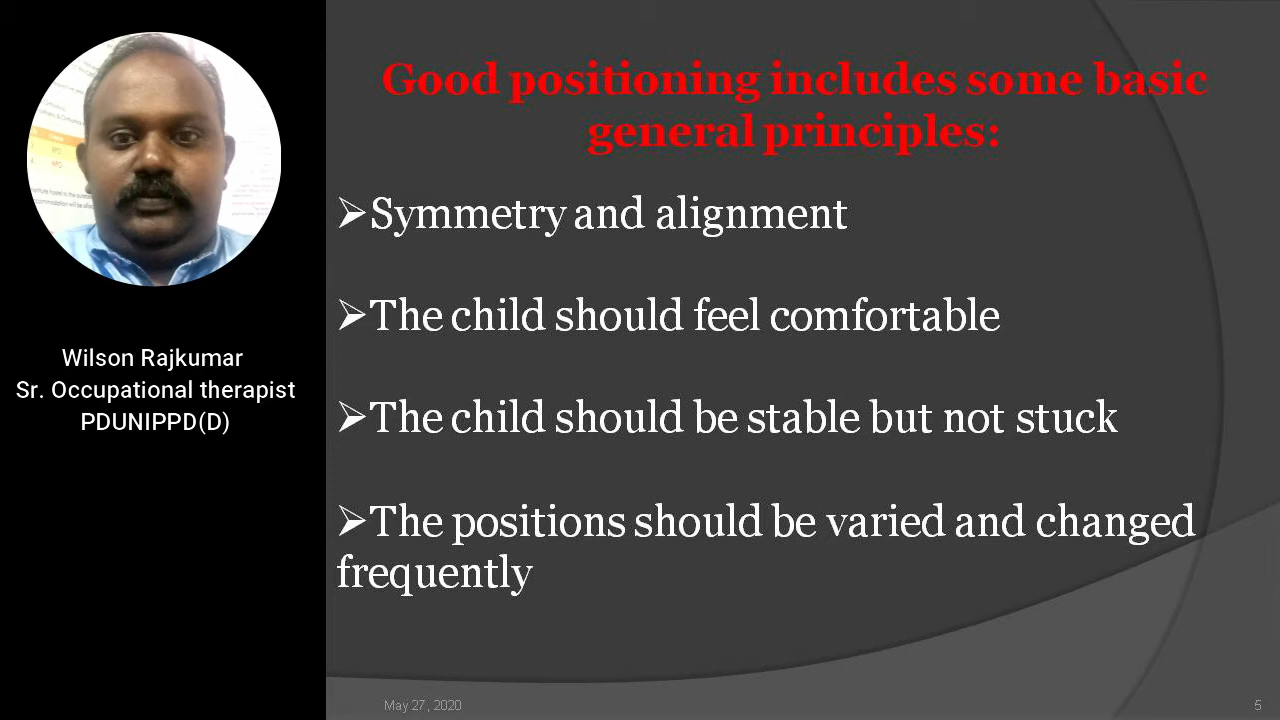 Good positioning includes some basic
general principles:
➢Symmetry and alignment
➢The child should feel comfortable
➢The child should be stable but not stuck
➢The positions should be varied and changed
frequently
Wilson Rajkumar
Sr. Occupational therapist
PDUNIPPD(D)
May 27, 2020
5